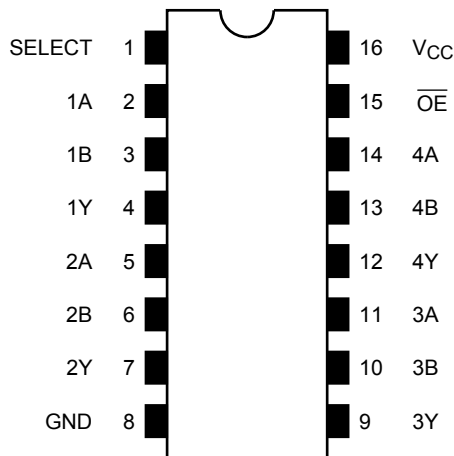 SELECT 1 16 VCC
1A 2 15 OE
1B 3 14 4A
1Y 4 13 4B
2A 5 12 4Y
2B 6 11 3A
2Y 7 10 3B
GND 8 9 3Y